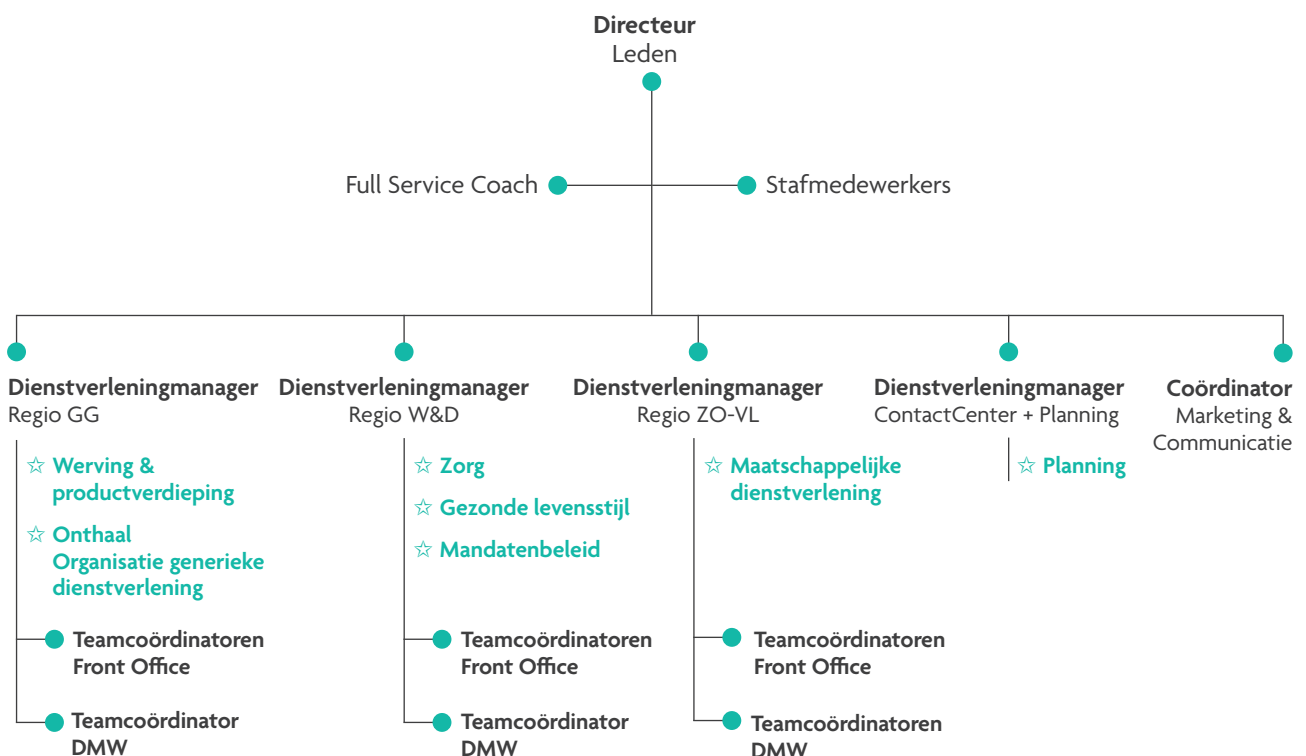 Directeur
Leden
Full Service Coach
Stafmedewerkers
Dienstverleningmanager
Regio GG
☆ Werving &
productverdieping
☆ Onthaal
Organisatie generieke
dienstverlening
Teamcoördinatoren
Front Office
Teamcoördinator
DMW
Dienstverleningmanager
Regio W&D
☆ Zorg
☆ Gezonde levensstijl
☆ Mandatenbeleid
Teamcoördinatoren
Front Office
Teamcoördinator
DMW
Dienstverleningmanager
Regio ZO-VL
☆ Maatschappelijke
dienstverlening
Teamcoördinatoren
Front Office
Teamcoördinatoren
DMW
Dienstverleningmanager
ContactCenter + Planning
☆ Planning
Coördinator
Marketing &
Communicatie